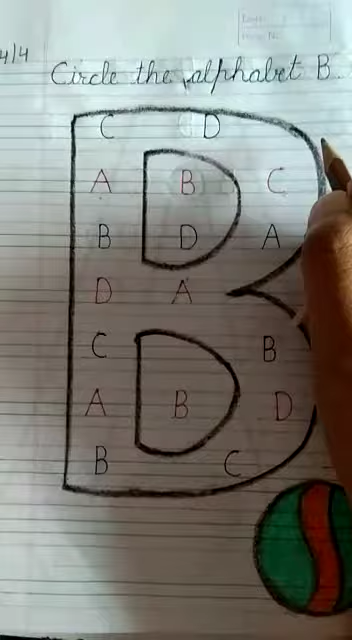 4/4
Circle the alphabet B.
C D
A B C
B D A
D A
C B
A B D
B C